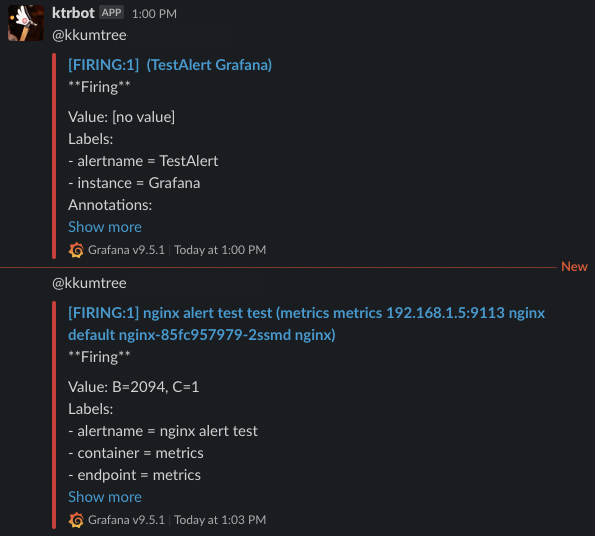 ktrbot APP 1:00 PM
@kkumtree
[FIRING:1] (TestAlert Grafana)
**Firing**
Value: [no value]
Labels:
- alertname = TestAlert
- instance = Grafana
Annotations:
Show more
Grafana v9.5.1 | Today at 1:00 PM
New
@kkumtree
[FIRING:1] nginx alert test test (metrics metrics 192.168.1.5:9113 nginx
default nginx-85fc957979-2ssmd nginx)
**Firing**
Value: B=2094, C=1
Labels:
- alertname = nginx alert test
- container = metrics
- endpoint = metrics
Show more
Grafana v9.5.1 | Today at 1:03 PM